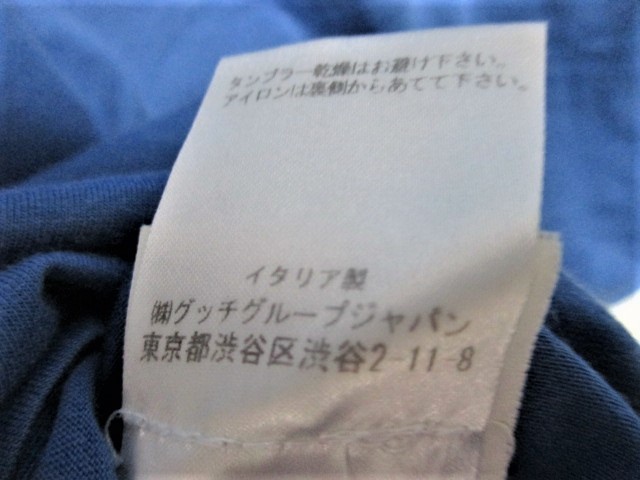 タンブラー乾燥はお避け下さい。
アイロンは裏側からあてて下さい。
イタリア製
㈱グッチグループジャパン
東京都渋谷区渋谷2-11-8